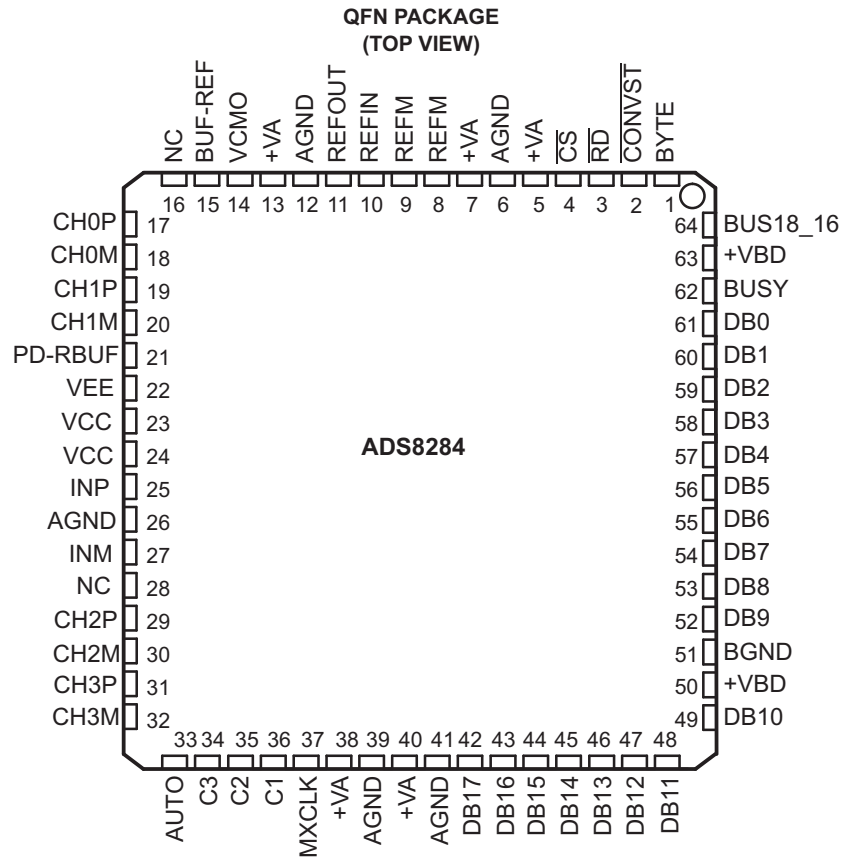 QFN PACKAGE
(TOP VIEW)
NC
BUF-REF
VCMO
+VA
AGND
REFOUT
REFIN
REFM
REFM
+VA
AGND
+VA
C̅S̅
R̅D̅
C̅O̅N̅V̅S̅T̅
BYTE
16 15 14 13 12 11 10 9 8 7 6 5 4 3 2 1
CH0P 17
CH0M 18
CH1P 19
CH1M 20
PD-RBUF 21
VEE 22
VCC 23
VCC 24
INP 25
AGND 26
INM 27
NC 28
CH2P 29
CH2M 30
CH3P 31
CH3M 32
ADS8284
64 BUS18_16
63 +VBD
62 BUSY
61 DB0
60 DB1
59 DB2
58 DB3
57 DB4
56 DB5
55 DB6
54 DB7
53 DB8
52 DB9
51 BGND
50 +VBD
49 DB10
33 34 35 36 37 38 39 40 41 42 43 44 45 46 47 48
AUTO
C3
C2
C1
MXCLK
+VA
AGND
+VA
AGND
DB17
DB16
DB15
DB14
DB13
DB12
DB11